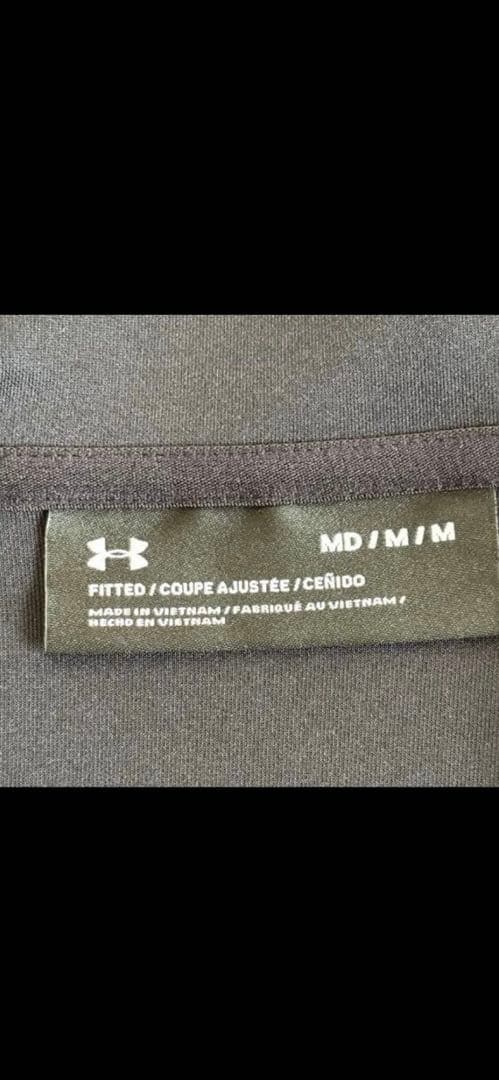 MD / M / M
FITTED / COUPE AJUSTÉE / CEÑIDO
MADE IN VIETNAM / FABRIQUÉ AU VIETNAM /
HECHO EN VIETNAM